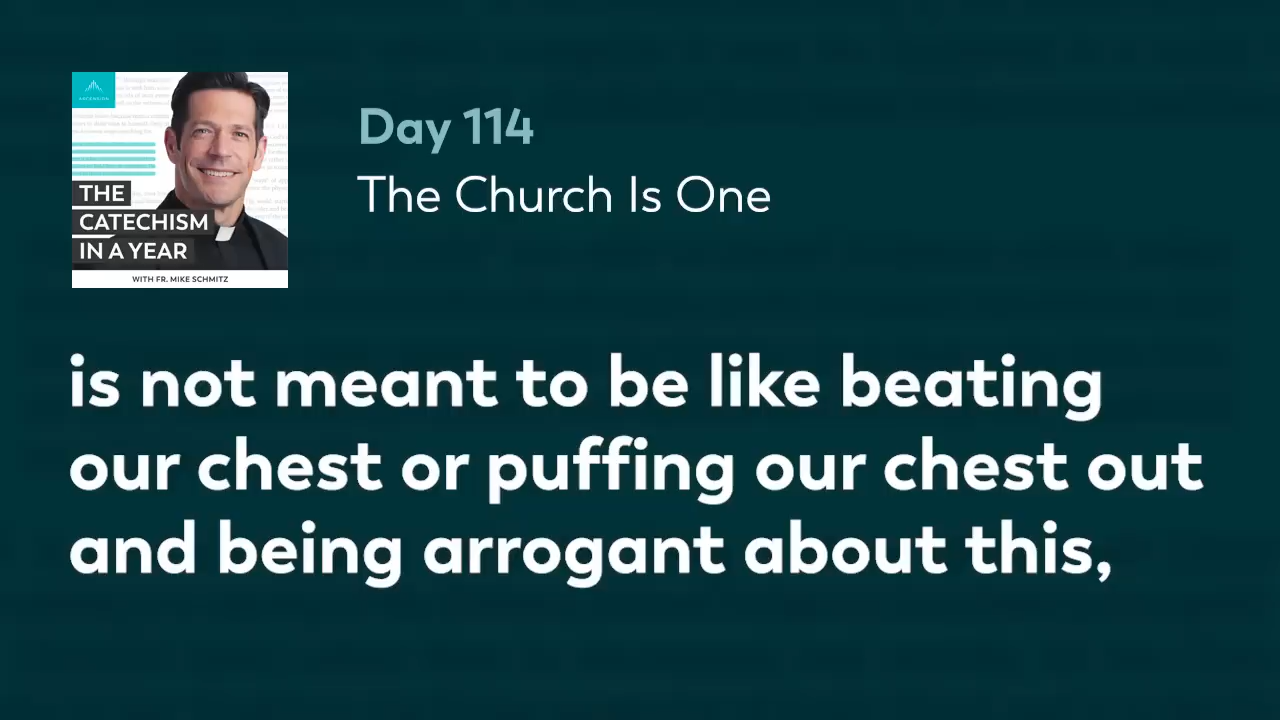 ASCENSION
THE
CATECHISM
IN A YEAR
WITH FR. MIKE SCHMITZ
Day 114
The Church Is One
is not meant to be like beating
our chest or puffing our chest out
and being arrogant about this,